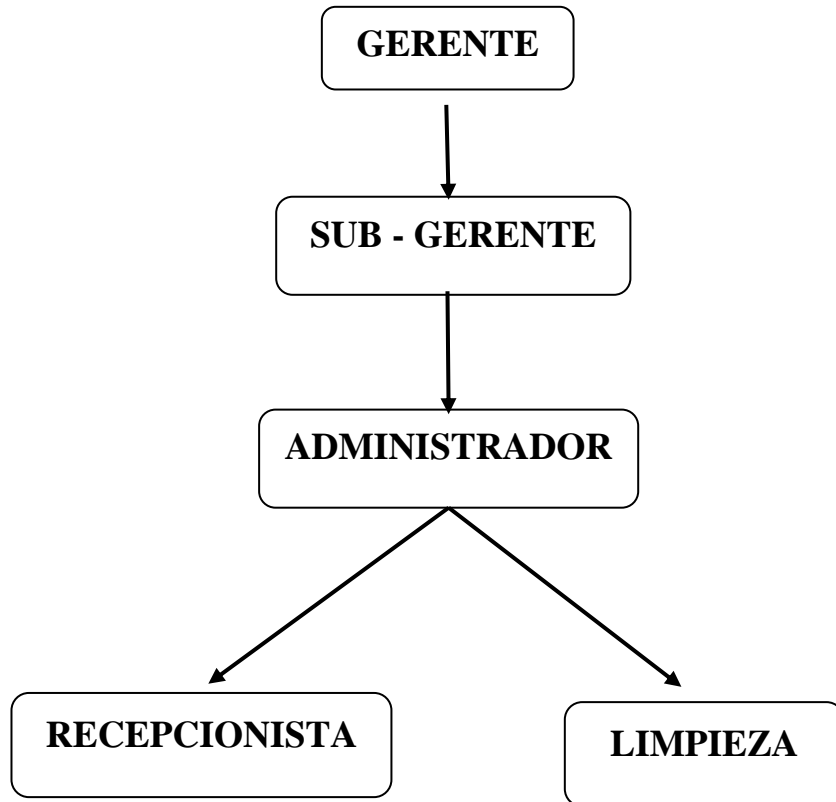 GERENTE
SUB - GERENTE
ADMINISTRADOR
RECEPCIONISTA
LIMPIEZA